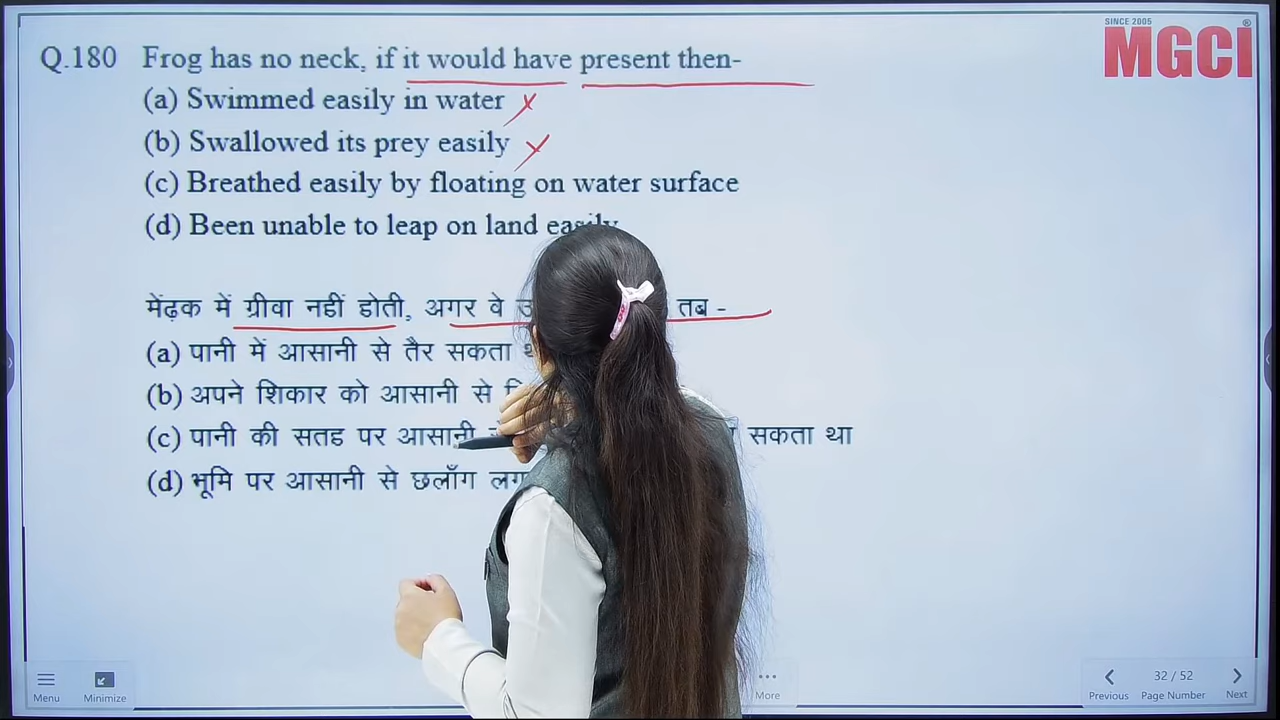 SINCE 2005
MGCI
®
Q.180 Frog has no neck, if it would have present then-
(a) Swimmed easily in water
(b) Swallowed its prey easily
(c) Breathed easily by floating on water surface
(d) Been unable to leap on land easily
मेंढ़क में ग्रीवा नहीं होती, अगर वे तब -
(a) पानी में आसानी से तैर सकता
(b) अपने शिकार को आसानी से
(c) पानी की सतह पर आसानी सकता था
(d) भूमि पर आसानी से छलाँग
Menu
Minimize
More
Previous
32 / 52
Page Number
Next